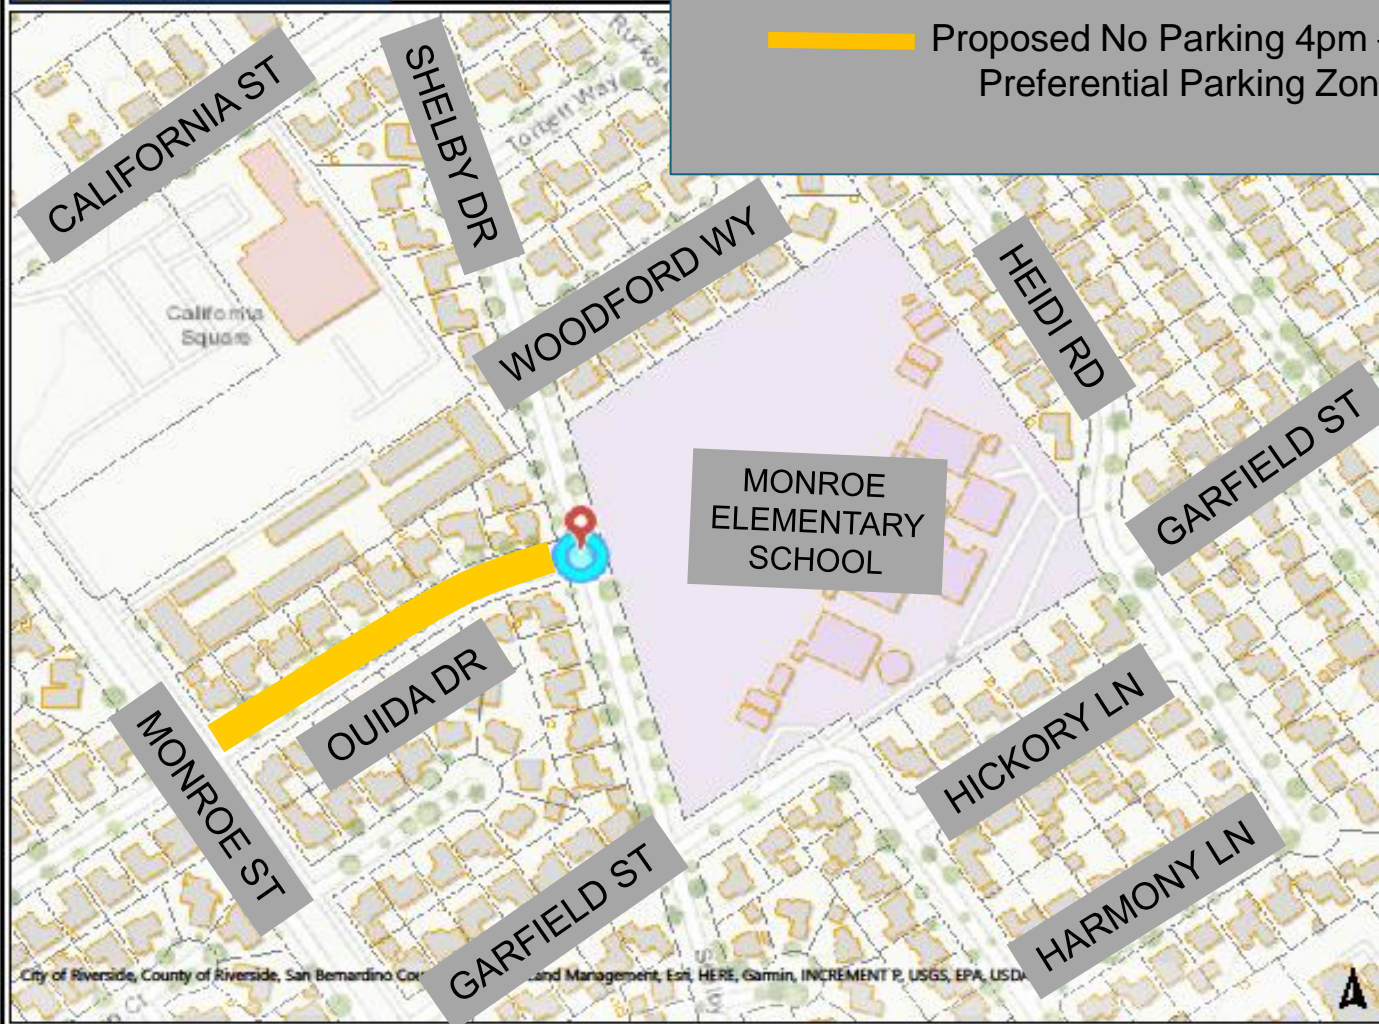 Proposed No Parking 4pm -
Preferential Parking Zon
CALIFORNIA ST
SHELBY DR
Torbett Way
WOODFORD WY
HEIDI RD
California
Square
GARFIELD ST
MONROE
ELEMENTARY
SCHOOL
OUIDA DR
MONROE ST
HICKORY LN
GARFIELD ST
HARMONY LN
City of Riverside, County of Riverside, San Bernardino Cou and Management, Esri, HERE, Garmin, INCREMENT P, USGS, EPA, USDA